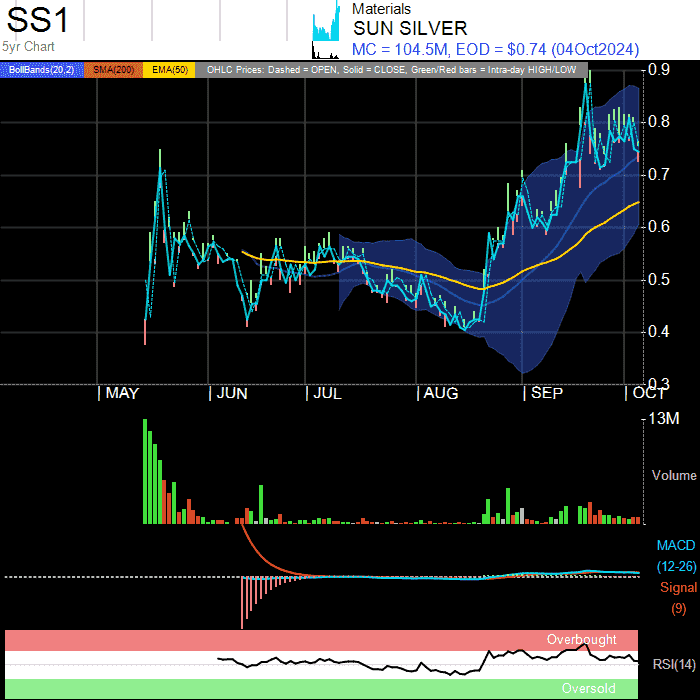 SS1
5yr Chart
Materials
SUN SILVER
MC = 104.5M, EOD = $0.74 (04Oct2024)
BollBands(20,2) SMA(200) EMA(50) OHLC Prices: Dashed = OPEN, Solid = CLOSE, Green/Red bars = Intra-day HIGH/LOW
0.9
0.8
0.7
0.6
0.5
0.4
0.3
MAY JUN JUL AUG SEP OCT
13M
Volume
MACD
(12-26)
Signal
(9)
Overbought
RSI(14)
Oversold